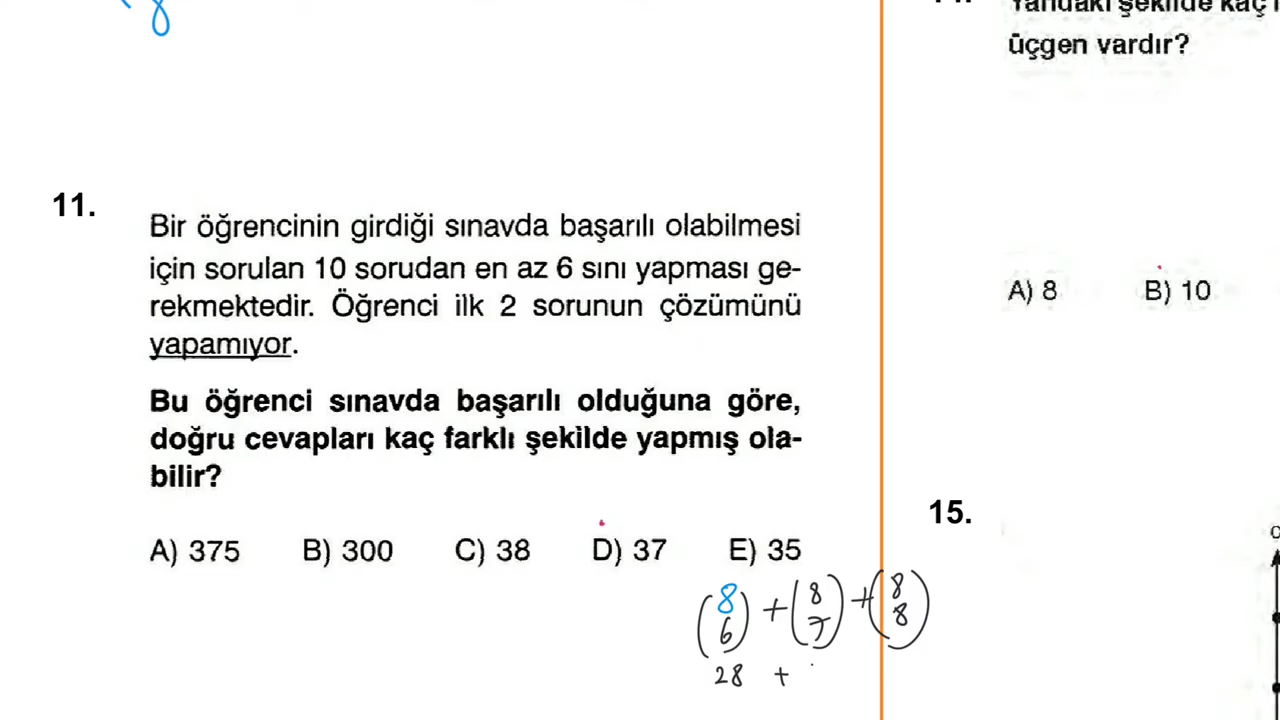 8
Yandaki şekilde kaç
üçgen vardır?
11.
Bir öğrencinin girdiği sınavda başarılı olabilmesi
için sorulan 10 sorudan en az 6 sını yapması ge-
rekmektedir. Öğrenci ilk 2 sorunun çözümünü
yapamıyor.
Bu öğrenci sınavda başarılı olduğuna göre,
doğru cevapları kaç farklı şekilde yapmış ola-
bilir?
A) 375 B) 300 C) 38 D) 37 E) 35
(8 6) + (8 7) + (8 8)
28 +
A) 8 B) 10
15.